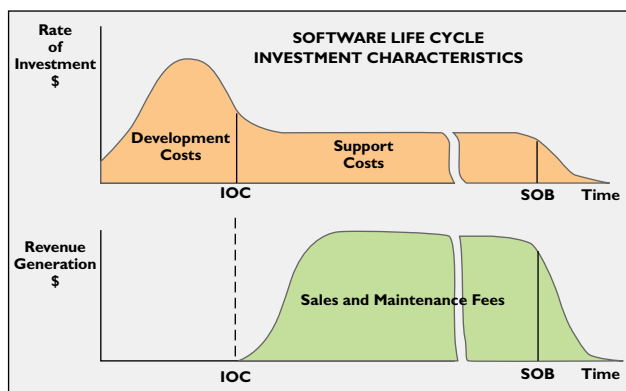 SOFTWARE LIFE CYCLE
INVESTMENT CHARACTERISTICS
Rate
of
Investment
$
Development
Costs
Support
Costs
IOC
SOB
Time
Revenue
Generation
$
Sales and Maintenance Fees
IOC
SOB
Time